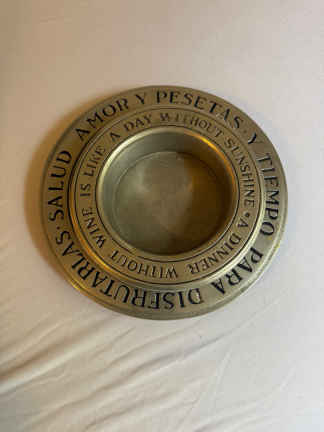 SALUD AMOR Y PESETAS · Y TIEMPO PARA DISFRUTARLAS ·
A DINNER WITHOUT WINE IS LIKE A DAY WITHOUT SUNSHINE ·